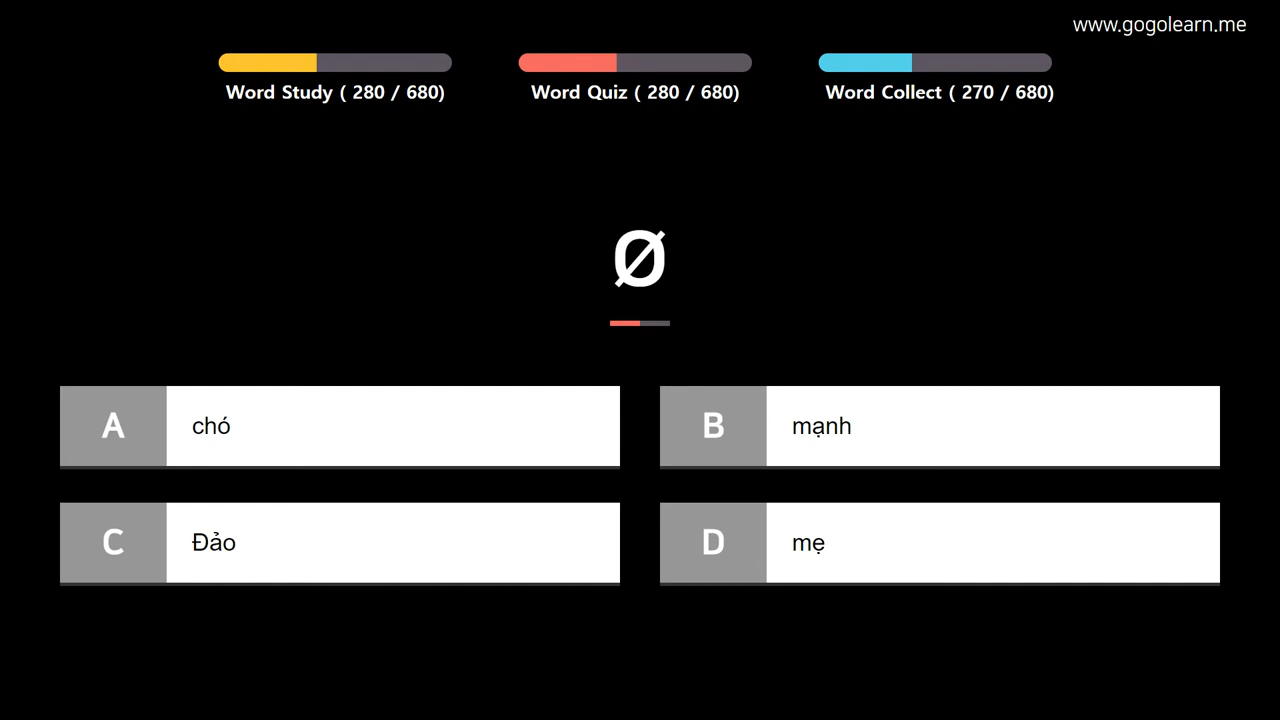 www.gogolearn.me
Word Study ( 280 / 680)
Word Quiz ( 280 / 680)
Word Collect ( 270 / 680)
Ø
A chó
B mạnh
C Đảo
D mẹ